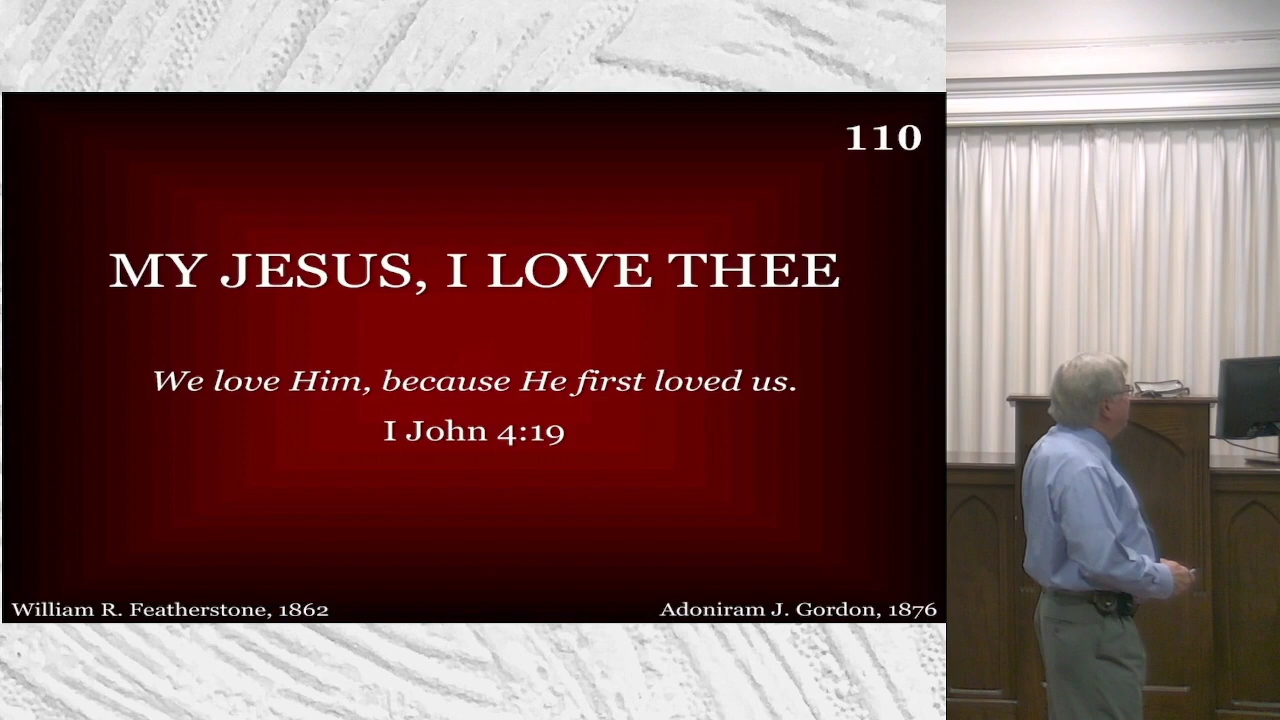 110
MY JESUS, I LOVE THEE
We love Him, because He first loved us.
I John 4:19
William R. Featherstone, 1862
Adoniram J. Gordon, 1876